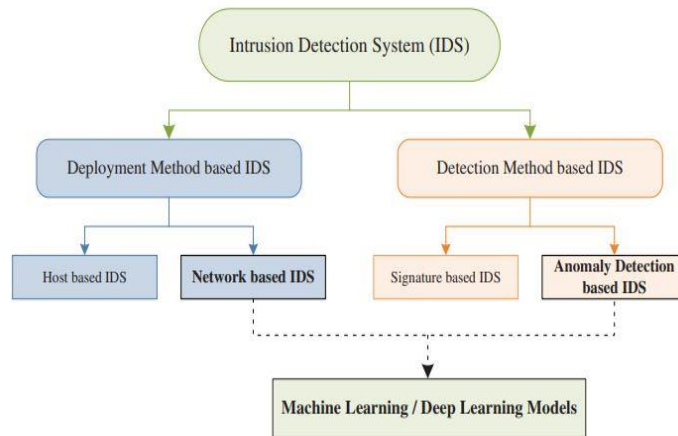 Intrusion Detection System (IDS)
Deployment Method based IDS
Detection Method based IDS
Host based IDS
Network based IDS
Signature based IDS
Anomaly Detection
based IDS
Machine Learning / Deep Learning Models